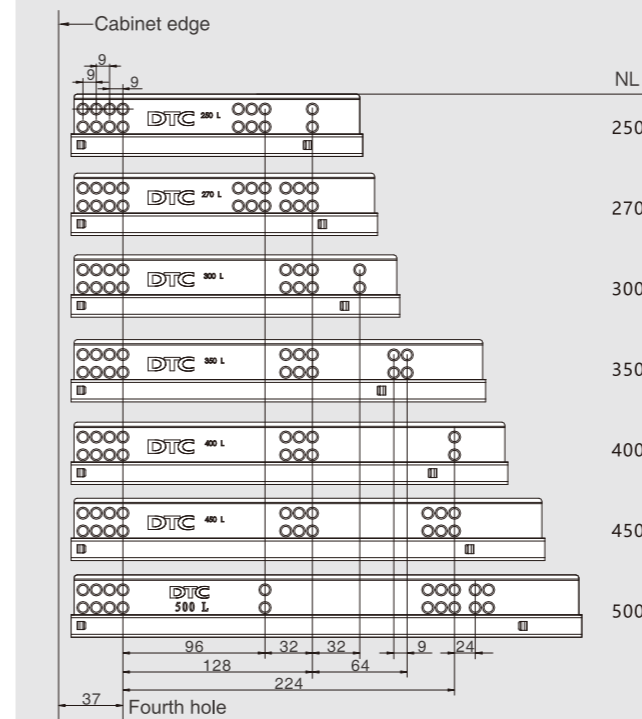 Cabinet edge
9
9
9
NL
DTC 250 L
250
DTC 270 L
270
DTC 300 L
300
DTC 350 L
350
DTC 400 L
400
DTC 450 L
450
DTC
500 L
500
96 32 32 9 24
128 64
224
37 Fourth hole